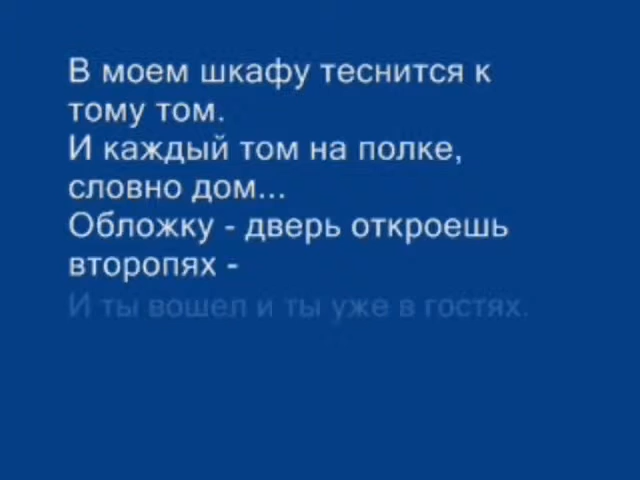 В моем шкафу теснится к
тому том.
И каждый том на полке,
словно дом...
Обложку - дверь откроешь
второпях -
И ты вошел и ты уже в гостях.